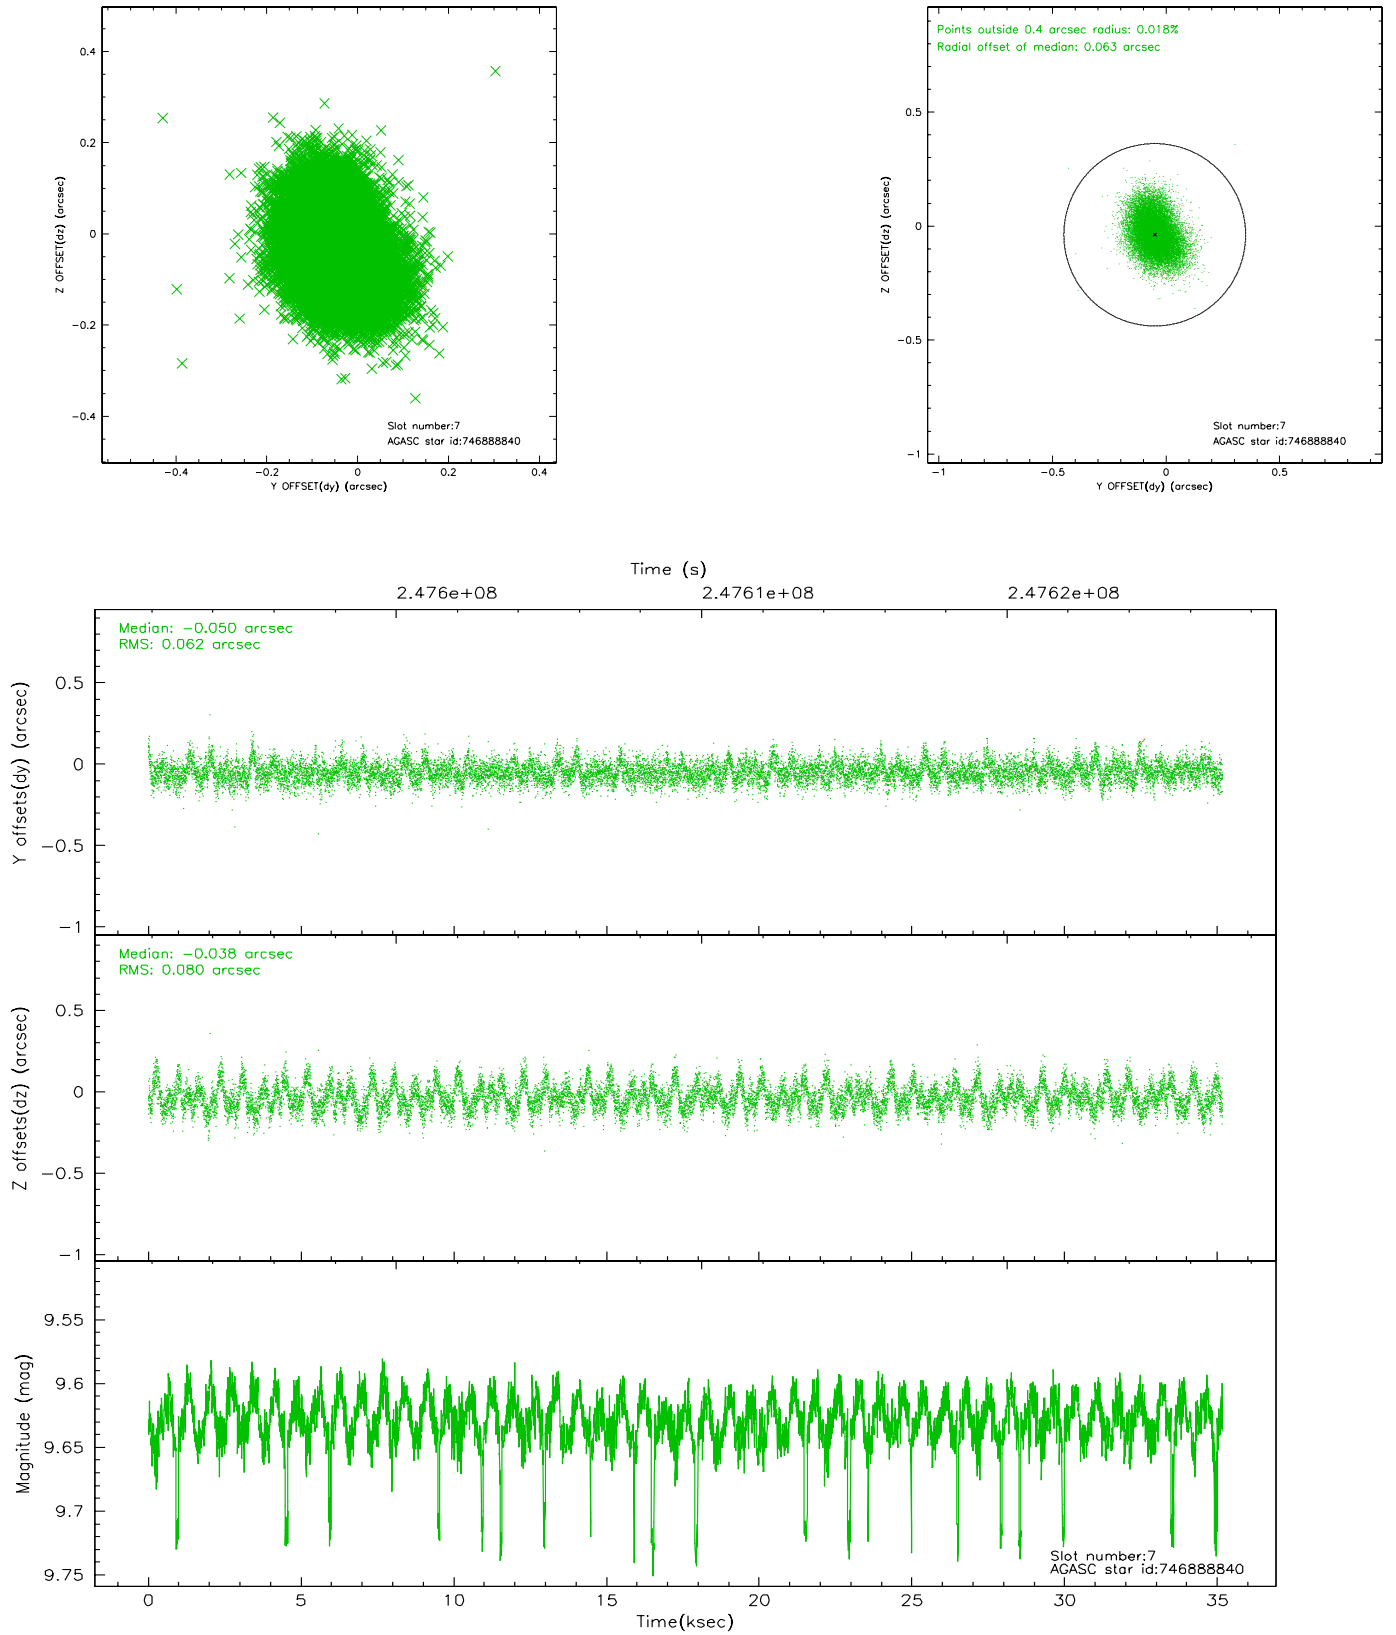 0.4
0.2
0
−0.2
−0.4
−0.4
−0.2
0
0.2
0.4
Z OFFSET(dz) (arcsec)
Y OFFSET(dy) (arcsec)
Slot number:7
AGASC star id:746888840
Points outside 0.4 arcsec radius: 0.018%
Radial offset of median: 0.063 arcsec
0.5
0
−0.5
−1
−1
−0.5
0
0.5
Z OFFSET(dz) (arcsec)
Y OFFSET(dy) (arcsec)
Slot number:7
AGASC star id:746888840
Time (s)
2.476e+08
2.4761e+08
2.4762e+08
Median: −0.050 arcsec
RMS: 0.062 arcsec
0.5
0
−0.5
−1
Y offsets(dy) (arcsec)
Median: −0.038 arcsec
RMS: 0.080 arcsec
0.5
0
−0.5
−1
Z offsets(dz) (arcsec)
9.55
9.6
9.65
9.7
9.75
Magnitude (mag)
Slot number:7
AGASC star id:746888840
0
5
10
15
20
25
30
35
Time(ksec)